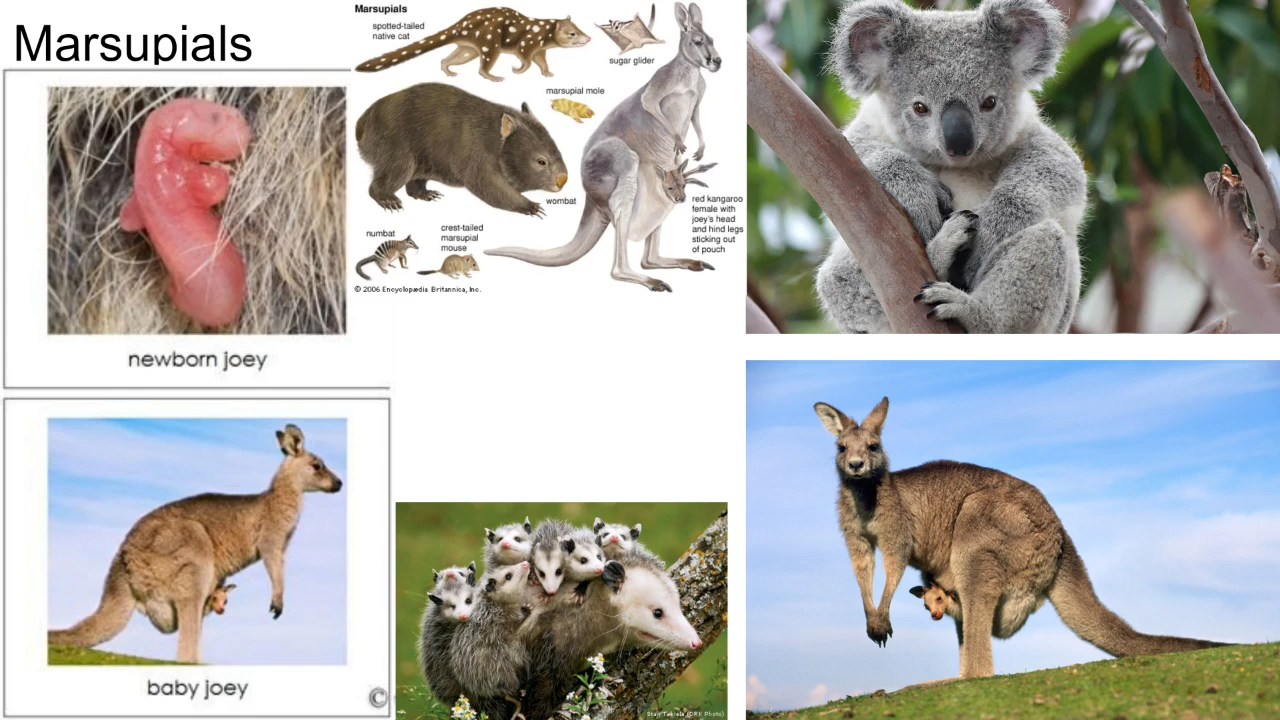 Marsupials
newborn joey
baby joey
©
Marsupials
spotted-tailed
native cat
sugar glider
marsupial mole
wombat
numbat
crest-tailed
marsupial
mouse
red kangaroo
female with
joey's head
and hind legs
sticking out
of pouch
© 2006 Encyclopædia Britannica, Inc.